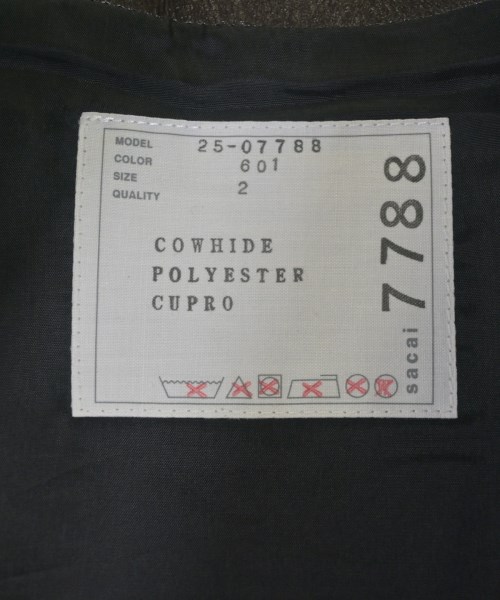 MODEL 25-07788
COLOR 601
SIZE 2
QUALITY
COWHIDE
POLYESTER
CUPRO
sacai 7788